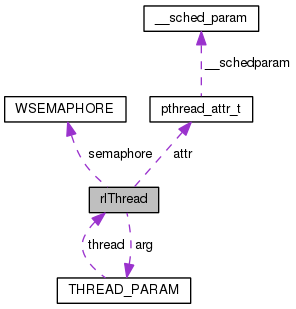 __sched_param
__schedparam
WSEMAPHORE
pthread_attr_t
semaphore
attr
rlThread
thread
arg
THREAD_PARAM